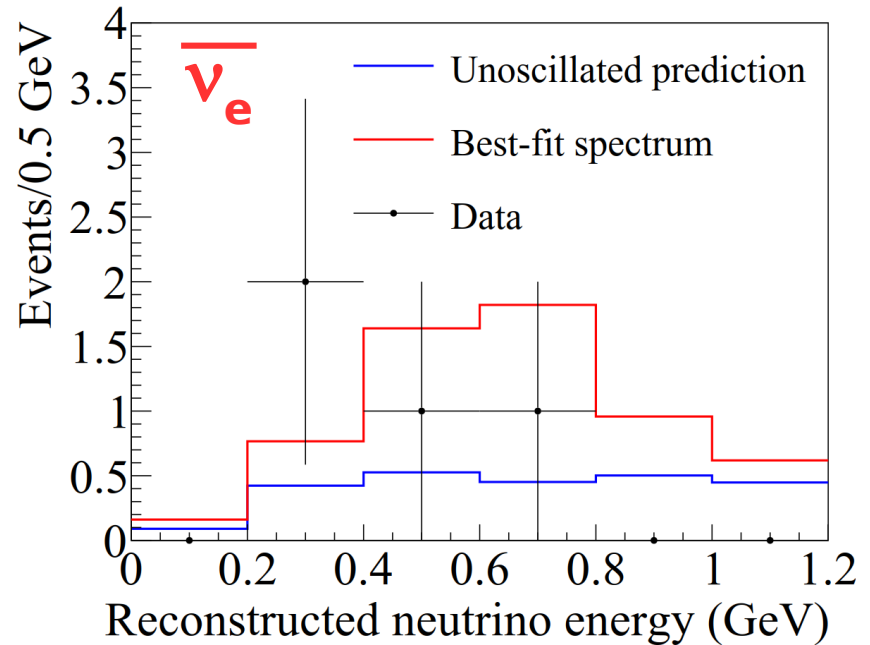 4
3.5
3
2.5
2
1.5
1
0.5
0
Events/0.5 GeV
ν̅e
Unoscillated prediction
Best-fit spectrum
Data
0 0.2 0.4 0.6 0.8 1 1.2
Reconstructed neutrino energy (GeV)